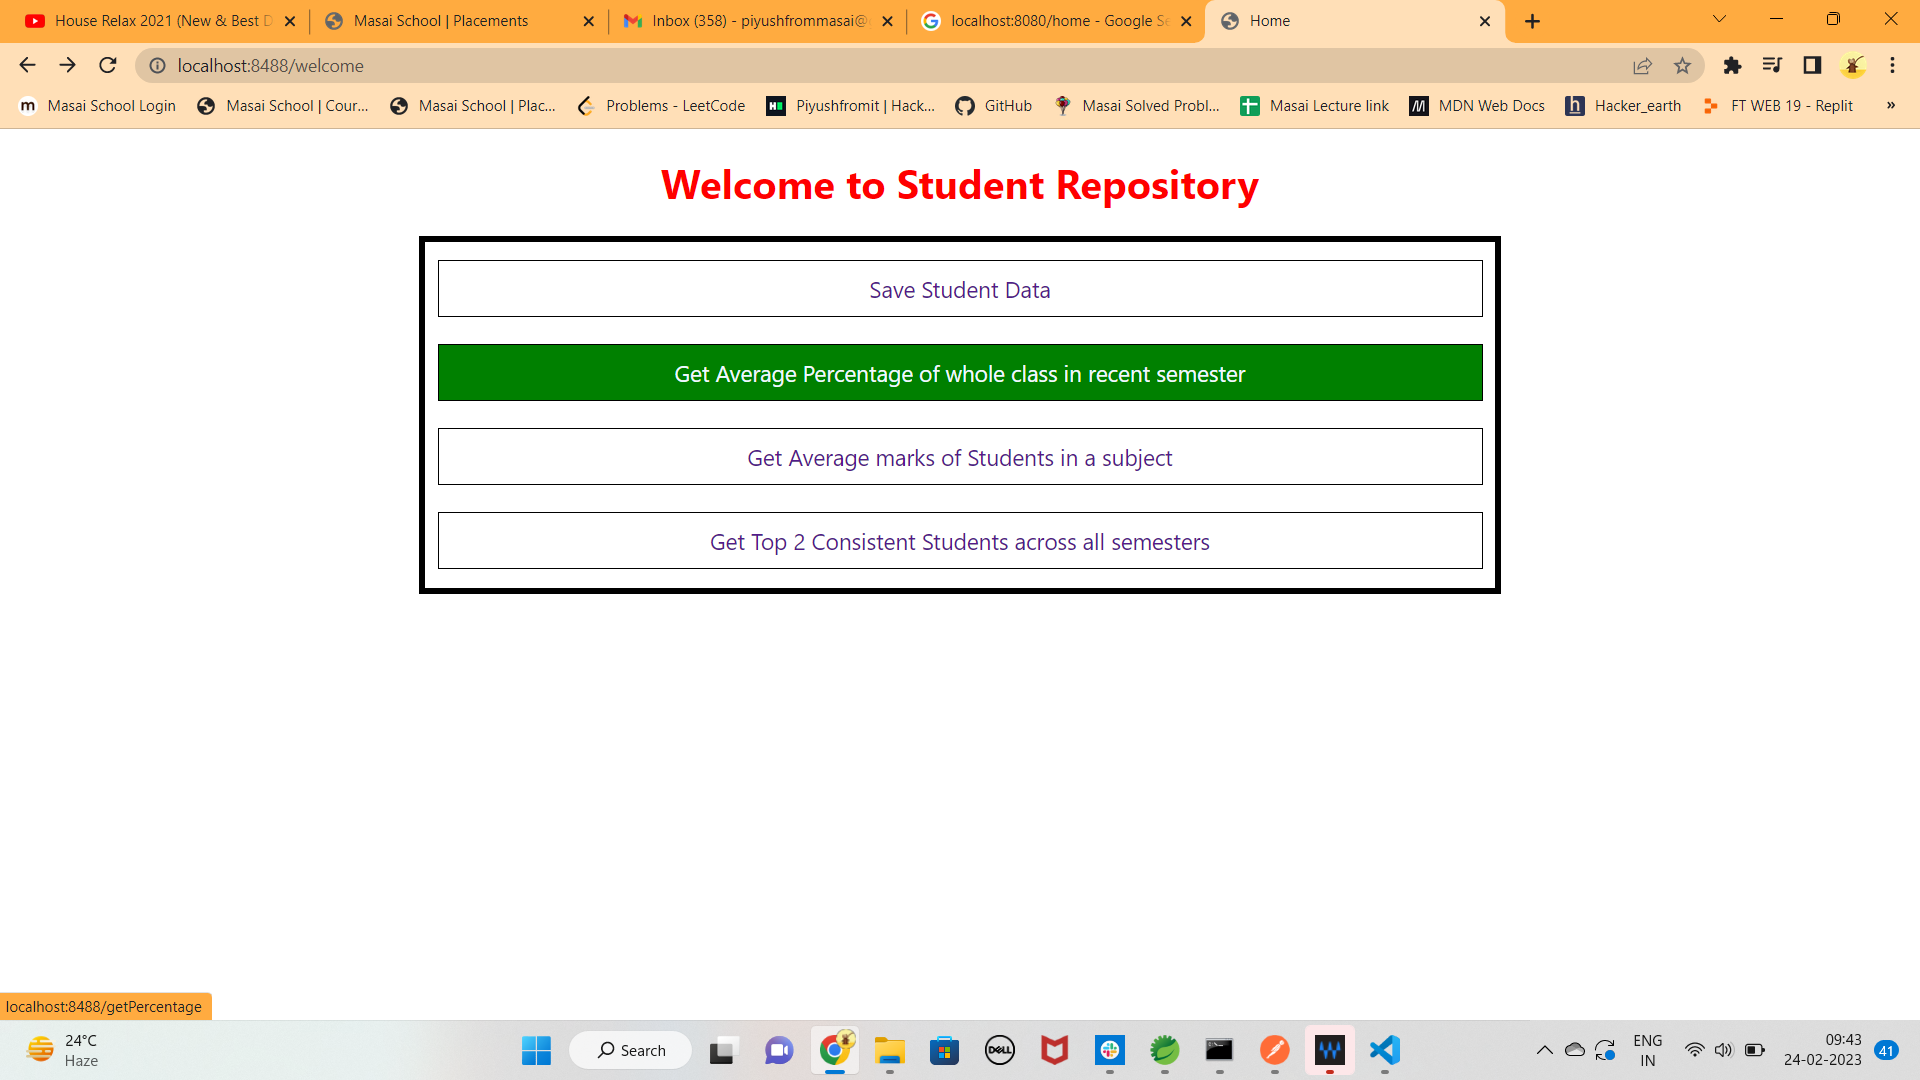 House Relax 2021 (New & Best D
Masai School | Placements
Inbox (358) - piyushfrommasai@
localhost:8080/home - Google Se
Home
localhost:8488/welcome
m Masai School Login
Masai School | Cour...
Masai School | Plac...
Problems - LeetCode
Piyushfromit | Hack...
GitHub
Masai Solved Probl...
Masai Lecture link
MDN Web Docs
h Hacker_earth
FT WEB 19 - Replit
»
Welcome to Student Repository
Save Student Data
Get Average Percentage of whole class in recent semester
Get Average marks of Students in a subject
Get Top 2 Consistent Students across all semesters
localhost:8488/getPercentage
24°C
Haze
Search
DELL
ENG
IN
09:43
24-02-2023
41